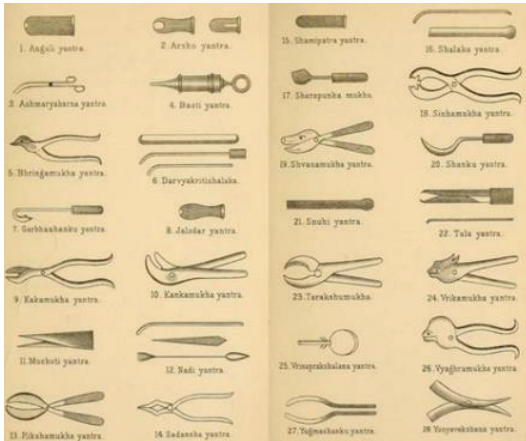 1. Anguli yantra.
2. Arsho yantra.
3. Ashmaryaharna yantra.
4. Basti yantra.
5. Bhringamukha yantra.
6. Darvyakritishalaka.
7. Garbhashanku yantra.
8. Jalodar yantra.
9. Kakamukha yantra.
10. Kankamukha yantra.
11. Muchuti yantra.
12. Nadi yantra.
13. Rikshamukha yantra.
14. Sadansha yantra.
15. Shamipatra yantra.
16. Shalaka yantra.
17. Sharapunka mukha.
18. Sinhamukha yantra.
19. Shvanamukha yantra.
20. Shanku yantra.
21. Snuhi yantra.
22. Tala yantra.
23. Tarakshumukha.
24. Vrikamukha yantra.
25. Vranaprakshalana yantra.
26. Vyaghramukha yantra.
27. Yugmashanku yantra.
28. Yonyavekshana yantra.